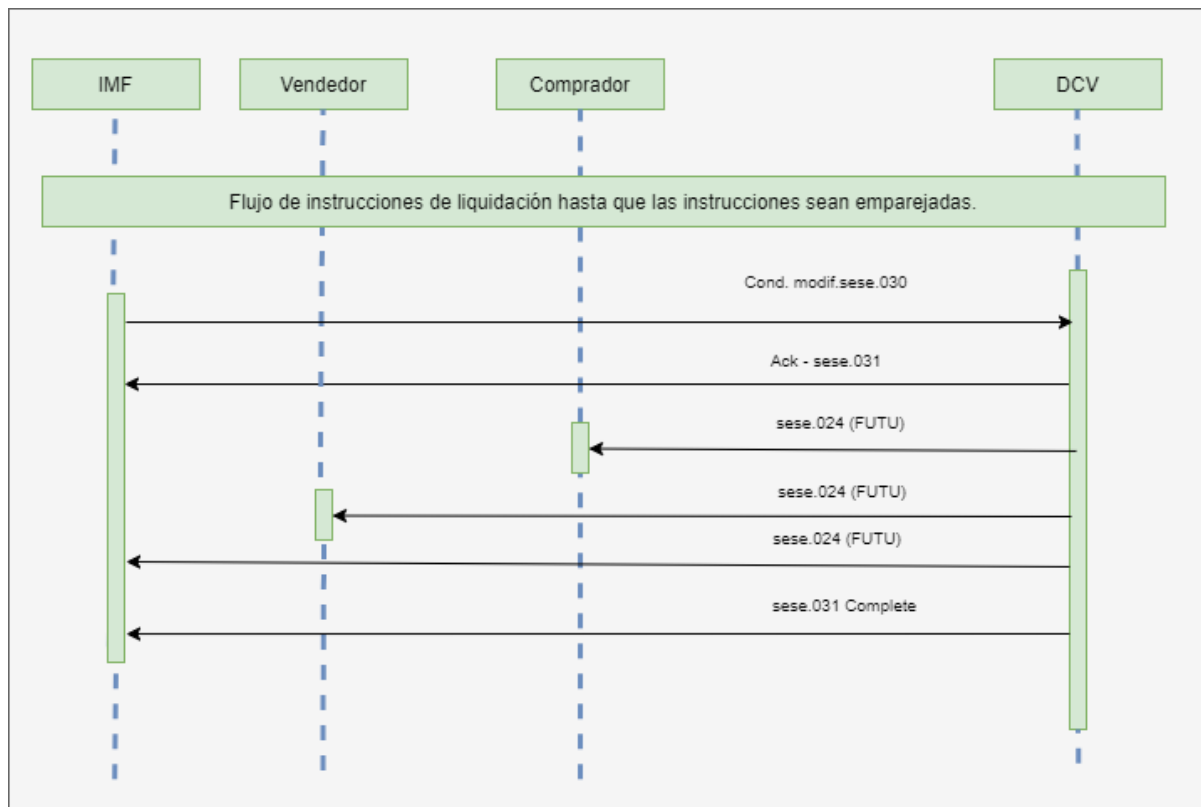 IMF
Vendedor
Comprador
DCV
Flujo de instrucciones de liquidación hasta que las instrucciones sean emparejadas.
Cond. modif.sese.030
Ack - sese.031
sese.024 (FUTU)
sese.024 (FUTU)
sese.024 (FUTU)
sese.031 Complete